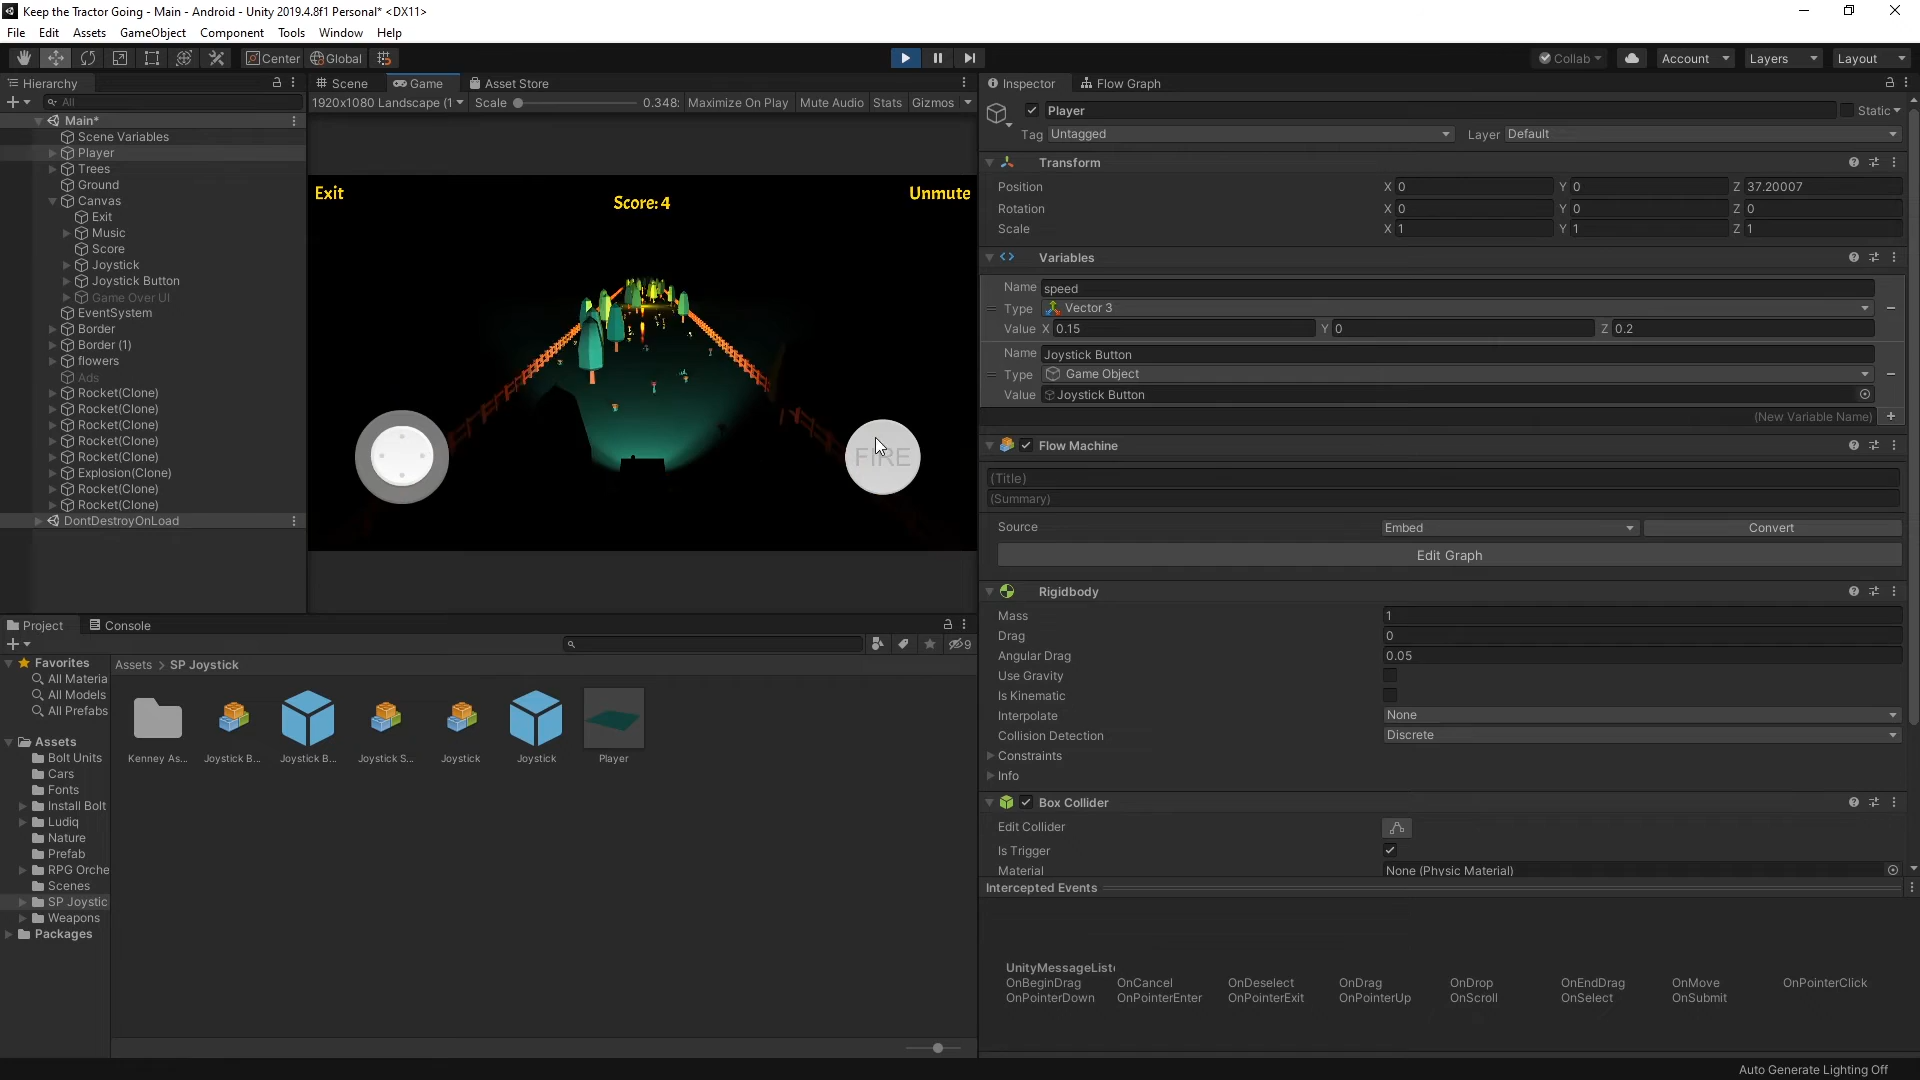 Keep the Tractor Going - Main - Android - Unity 2019.4.8f1 Personal* <DX11>
File Edit Assets GameObject Component Tools Window Help
Center Global Collab Account Layers Layout
Hierarchy
All
Main*
Scene Variables
Player
Trees
Ground
Canvas
Exit
Music
Score
Joystick
Joystick Button
Game Over UI
EventSystem
Border
Border (1)
flowers
Ads
Rocket(Clone)
Rocket(Clone)
Rocket(Clone)
Rocket(Clone)
Rocket(Clone)
Explosion(Clone)
Rocket(Clone)
Rocket(Clone)
DontDestroyOnLoad
Scene Game Asset Store
1920x1080 Landscape (1 Scale 0.348: Maximize On Play Mute Audio Stats Gizmos
Exit Score: 4 Unmute
FIRE
Inspector Flow Graph
Player Static
Tag Untagged Layer Default
Transform
Position X 0 Y 0 Z 37.20007
Rotation X 0 Y 0 Z 0
Scale X 1 Y 1 Z 1
Variables
Name speed
Type Vector 3
Value X 0.15 Y 0 Z 0.2
Name Joystick Button
Type Game Object
Value Joystick Button
(New Variable Name)
Flow Machine
(Title)
(Summary)
Source Embed Convert
Edit Graph
Rigidbody
Mass 1
Drag 0
Angular Drag 0.05
Use Gravity
Is Kinematic
Interpolate None
Collision Detection Discrete
Constraints
Info
Box Collider
Edit Collider
Is Trigger
Material None (Physic Material)
Intercepted Events
UnityMessageListe
OnBeginDrag OnCancel OnDeselect OnDrag OnDrop OnEndDrag OnMove OnPointerClick
OnPointerDown OnPointerEnter OnPointerExit OnPointerUp OnScroll OnSelect OnSubmit
Project Console
9
Favorites
All Materia
All Models
All Prefabs
Assets
Bolt Units
Cars
Fonts
Install Bolt
Ludiq
Nature
Prefab
RPG Orche
Scenes
SP Joystic
Weapons
Packages
Assets > SP Joystick
Kenney As... Joystick B... Joystick B... Joystick S... Joystick Joystick Player
Auto Generate Lighting Off